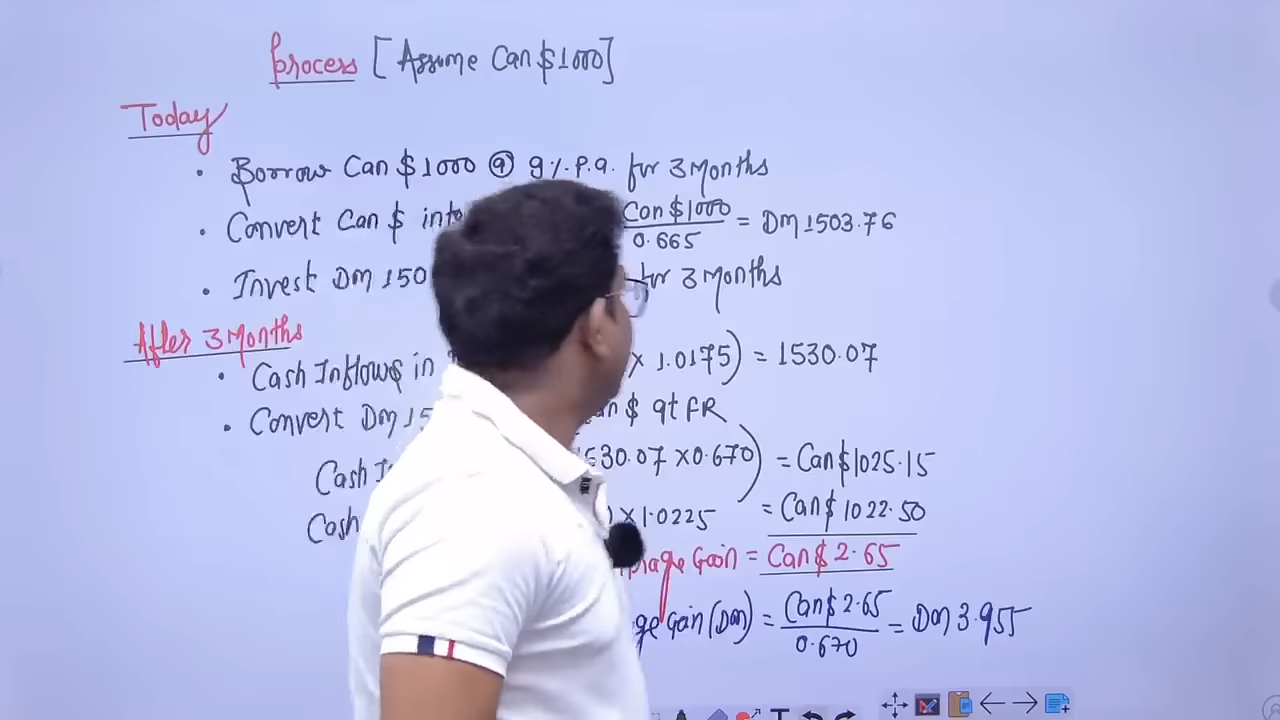 Process [Assume Can $1000]
Today
• Borrow Can $1000 @ 9%.P.a. for 3 Months
• Convert Can $ into Can $1000 / 0.665 = DM 1503.76
• Invest DM 150 for 3 Months
After 3 Months
• Cash Inflows in × 1.0175) = 1530.07
• Convert DM 15 an $ at FR
Cash I 530.07 × 0.670) = Can $1025.15
Cash ) × 1.0225 = Can $ 1022.50
Gain = Can $ 2.65
ge Gain (DM) = Can $ 2.65 / 0.670 = DM 3.955